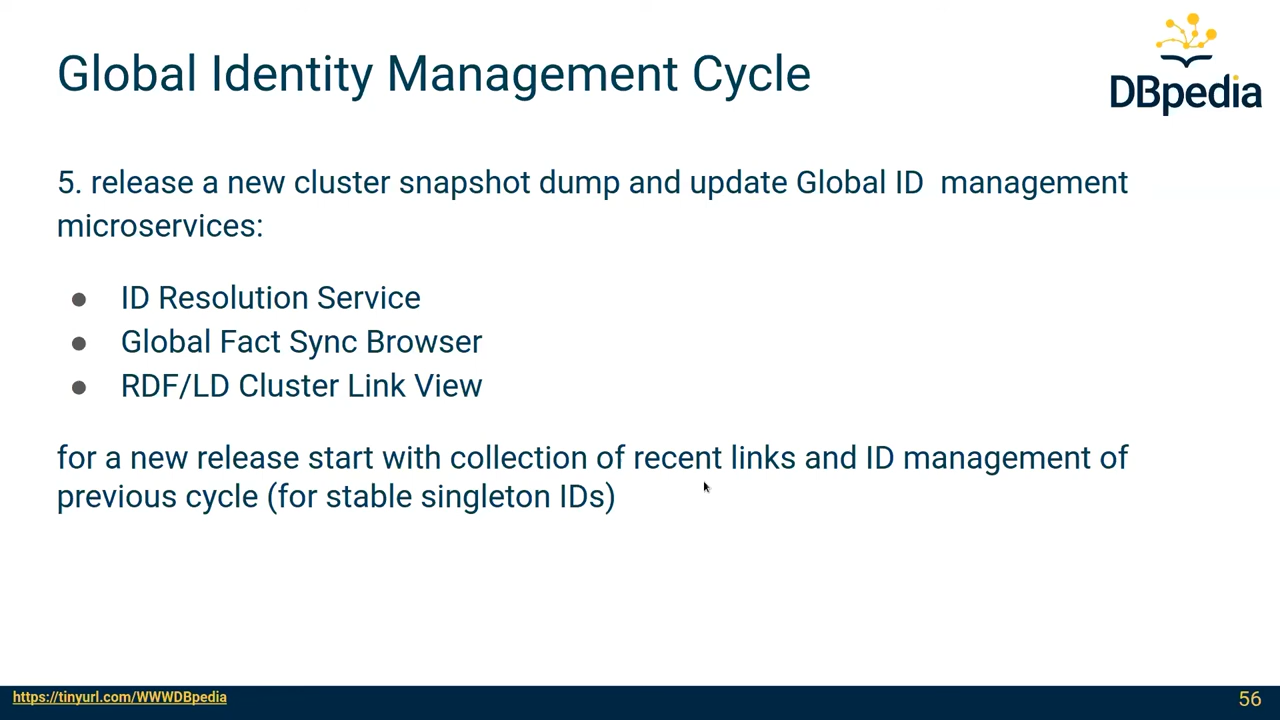 Global Identity Management Cycle
DBpedia
5. release a new cluster snapshot dump and update Global ID  management
microservices:
● ID Resolution Service
● Global Fact Sync Browser
● RDF/LD Cluster Link View
for a new release start with collection of recent links and ID management of
previous cycle (for stable singleton IDs)
https://tinyurl.com/WWWDBpedia
56